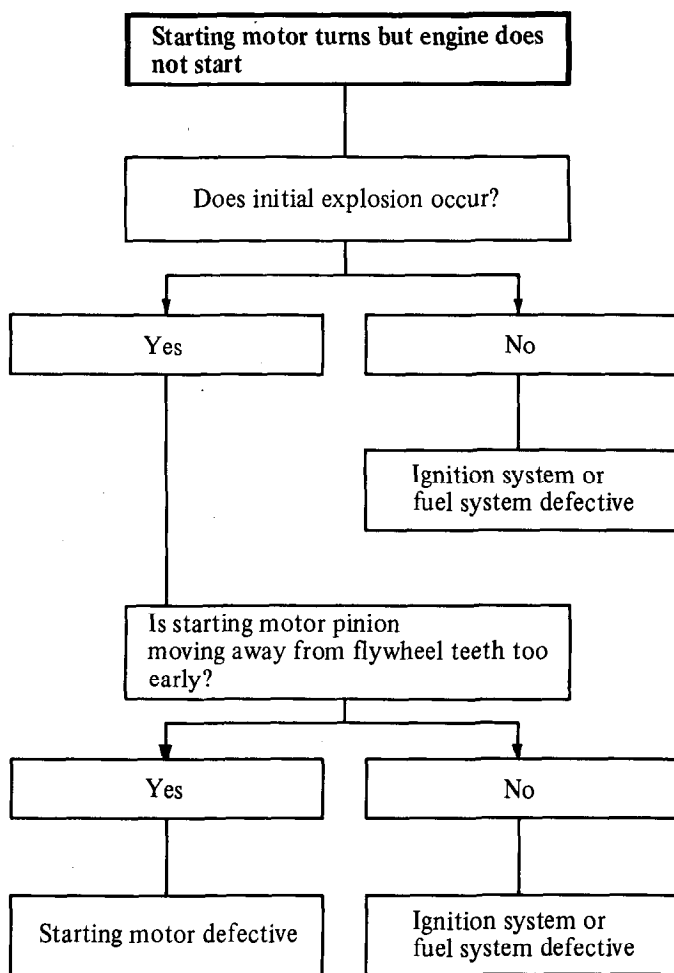 Starting motor turns but engine does
not start
Does initial explosion occur?
Yes
No
Ignition system or
fuel system defective
Is starting motor pinion
moving away from flywheel teeth too
early?
Yes
No
Starting motor defective
Ignition system or
fuel system defective